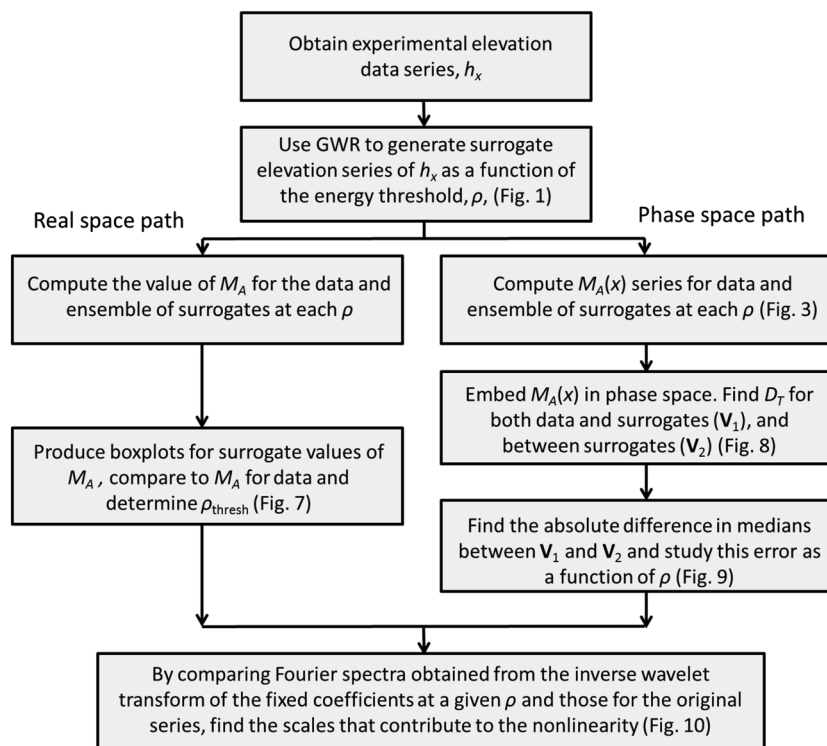 Obtain experimental elevation
data series, hₓ
Use GWR to generate surrogate
elevation series of hₓ as a function of
the energy threshold, ρ, (Fig. 1)
Real space path
Phase space path
Compute the value of M_A for the data and
ensemble of surrogates at each ρ
Compute M_A(x) series for data and
ensemble of surrogates at each ρ (Fig. 3)
Embed M_A(x) in phase space. Find D_T for
both data and surrogates (V₁), and
between surrogates (V₂) (Fig. 8)
Produce boxplots for surrogate values of
M_A , compare to M_A for data and
determine ρ_thresh (Fig. 7)
Find the absolute difference in medians
between V₁ and V₂ and study this error as
a function of ρ (Fig. 9)
By comparing Fourier spectra obtained from the inverse wavelet
transform of the fixed coefficients at a given ρ and those for the original
series, find the scales that contribute to the nonlinearity (Fig. 10)